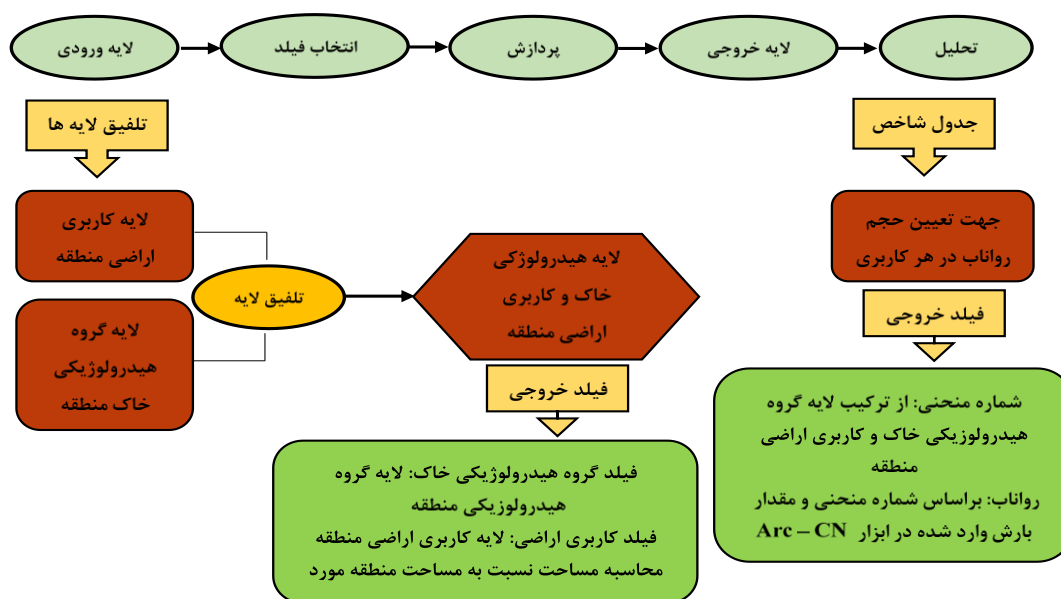 لایه ورودی
انتخاب فیلد
پردازش
لایه خروجی
تحلیل
تلفیق لایه ها
جدول شاخص
لایه کاربری
اراضی منطقه
لایه گروه
هیدرولوژیکی
خاک منطقه
تلفیق لایه
لایه هیدرولوژکی
خاک و کاربری
اراضی منطقه
جهت تعیین حجم
رواناب در هر کاربری
فیلد خروجی
فیلد خروجی
فیلد گروه هیدرولوژیکی خاک: لایه گروه
هیدرولوزیکی منطقه
فیلد کاربری اراضی: لایه کاربری اراضی منطقه
محاسبه مساحت نسبت به مساحت منطقه مورد
شماره منحنی: از ترکیب لایه گروه
هیدرولوزیکی خاک و کاربری اراضی
منطقه
رواناب: براساس شماره منحنی و مقدار
بارش وارد شده در ابزار Arc – CN